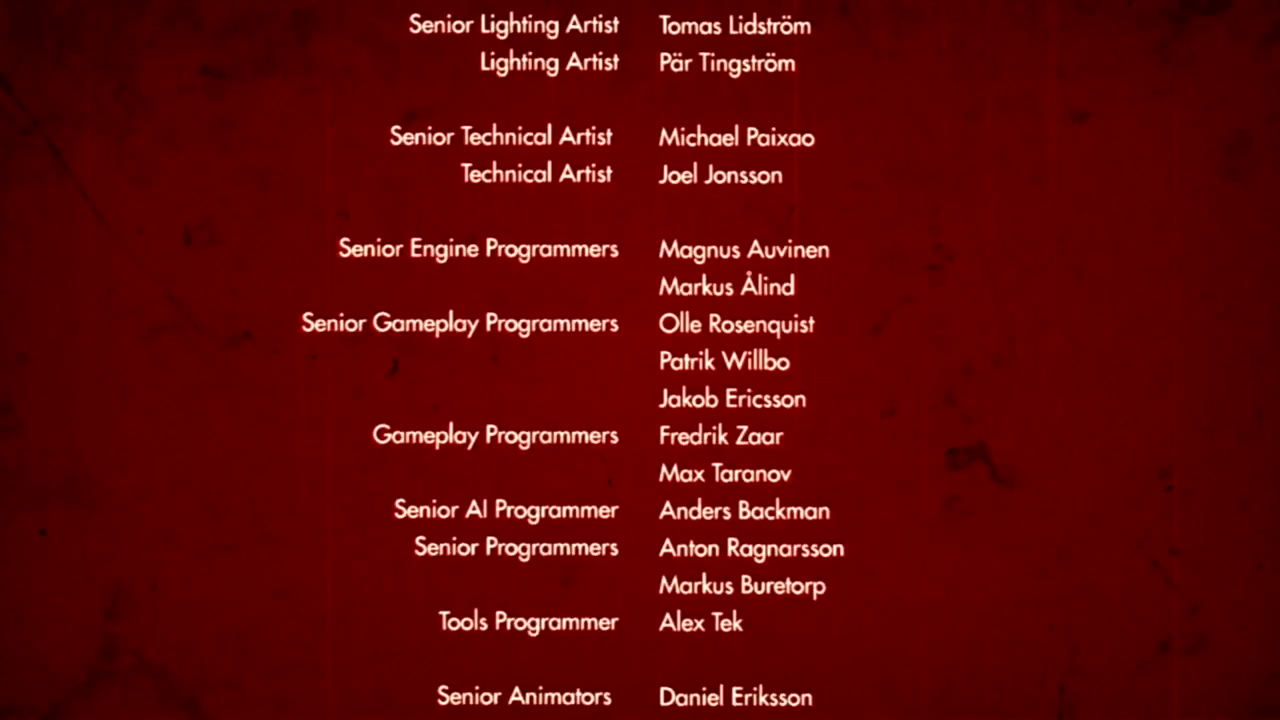 Senior Lighting Artist Tomas Lidström
Lighting Artist Pär Tingström
Senior Technical Artist Michael Paixao
Technical Artist Joel Jonsson
Senior Engine Programmers Magnus Auvinen
Markus Ålind
Senior Gameplay Programmers Olle Rosenquist
Patrik Willbo
Jakob Ericsson
Gameplay Programmers Fredrik Zaar
Max Taranov
Senior AI Programmer Anders Backman
Senior Programmers Anton Ragnarsson
Markus Buretorp
Tools Programmer Alex Tek
Senior Animators Daniel Eriksson